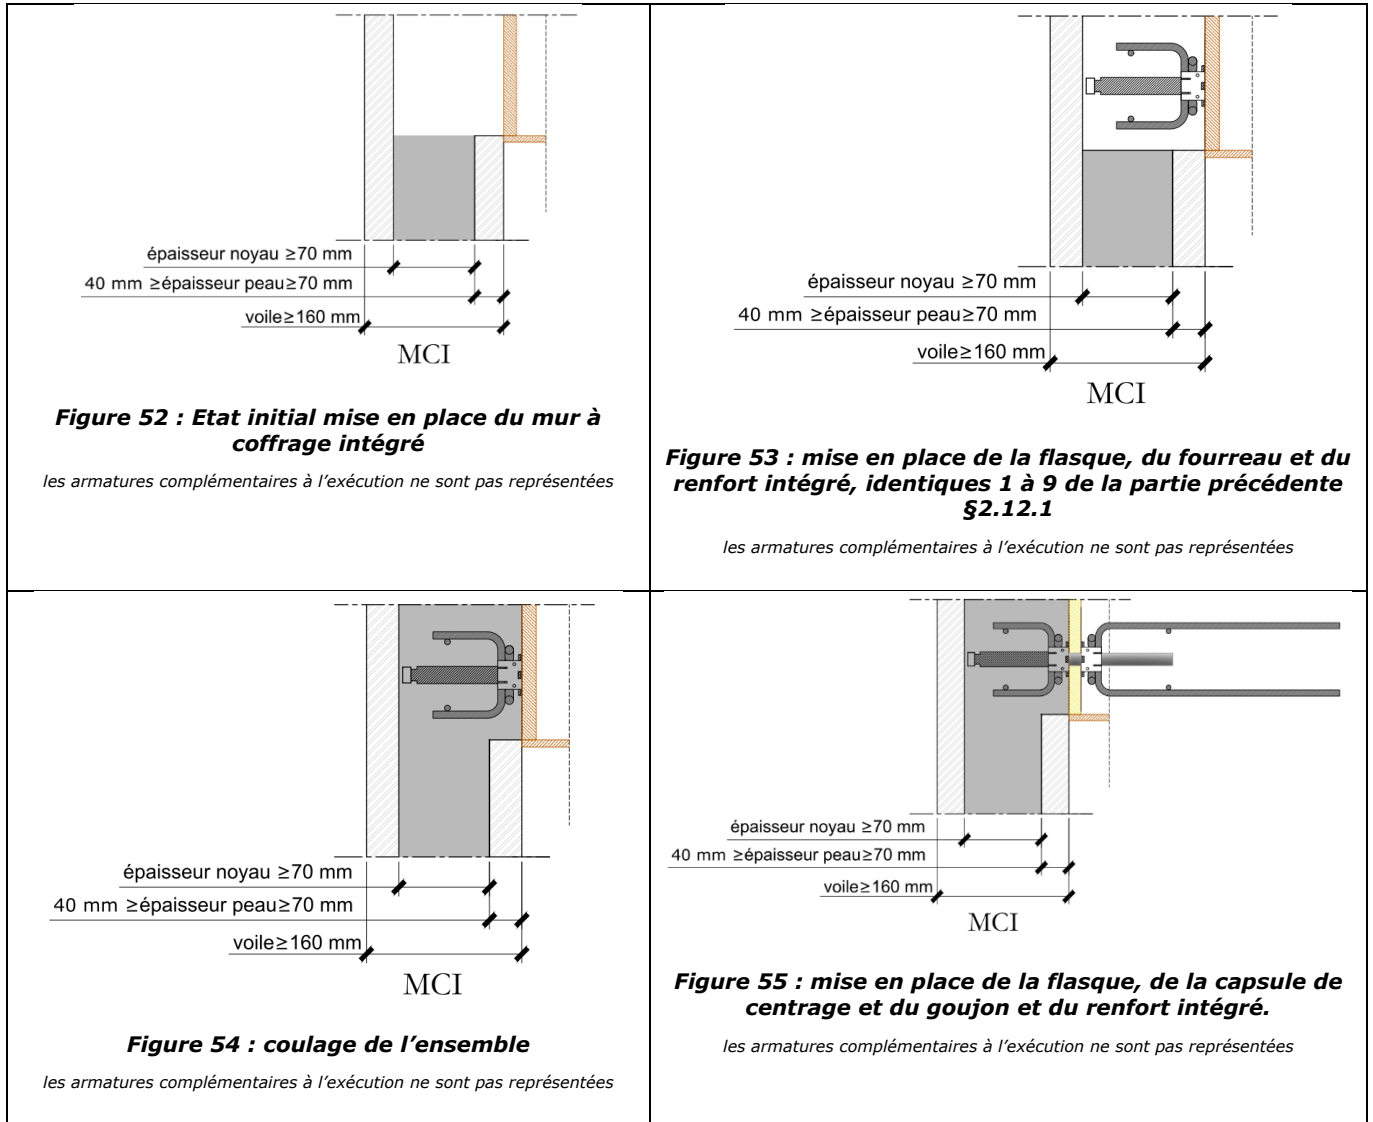 épaisseur noyau ≥70 mm
40 mm ≥épaisseur peau≥70 mm
voile≥160 mm
MCI
Figure 52 : Etat initial mise en place du mur à
coffrage intégré
les armatures complémentaires à l’exécution ne sont pas représentées
épaisseur noyau ≥70 mm
40 mm ≥épaisseur peau≥70 mm
voile≥160 mm
MCI
Figure 53 : mise en place de la flasque, du fourreau et du
renfort intégré, identiques 1 à 9 de la partie précédente
§2.12.1
les armatures complémentaires à l’exécution ne sont pas représentées
épaisseur noyau ≥70 mm
40 mm ≥épaisseur peau≥70 mm
voile≥160 mm
MCI
Figure 54 : coulage de l’ensemble
les armatures complémentaires à l’exécution ne sont pas représentées
épaisseur noyau ≥70 mm
40 mm ≥épaisseur peau≥70 mm
voile≥160 mm
MCI
Figure 55 : mise en place de la flasque, de la capsule de
centrage et du goujon et du renfort intégré.
les armatures complémentaires à l’exécution ne sont pas représentées